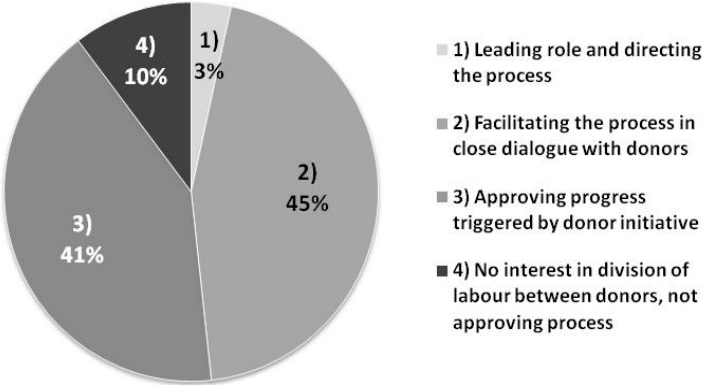 4)
10%
1)
3%
2)
45%
3)
41%
1) Leading role and directing
the process
2) Facilitating the process in
close dialogue with donors
3) Approving progress
triggered by donor initiative
4) No interest in division of
labour between donors, not
approving process